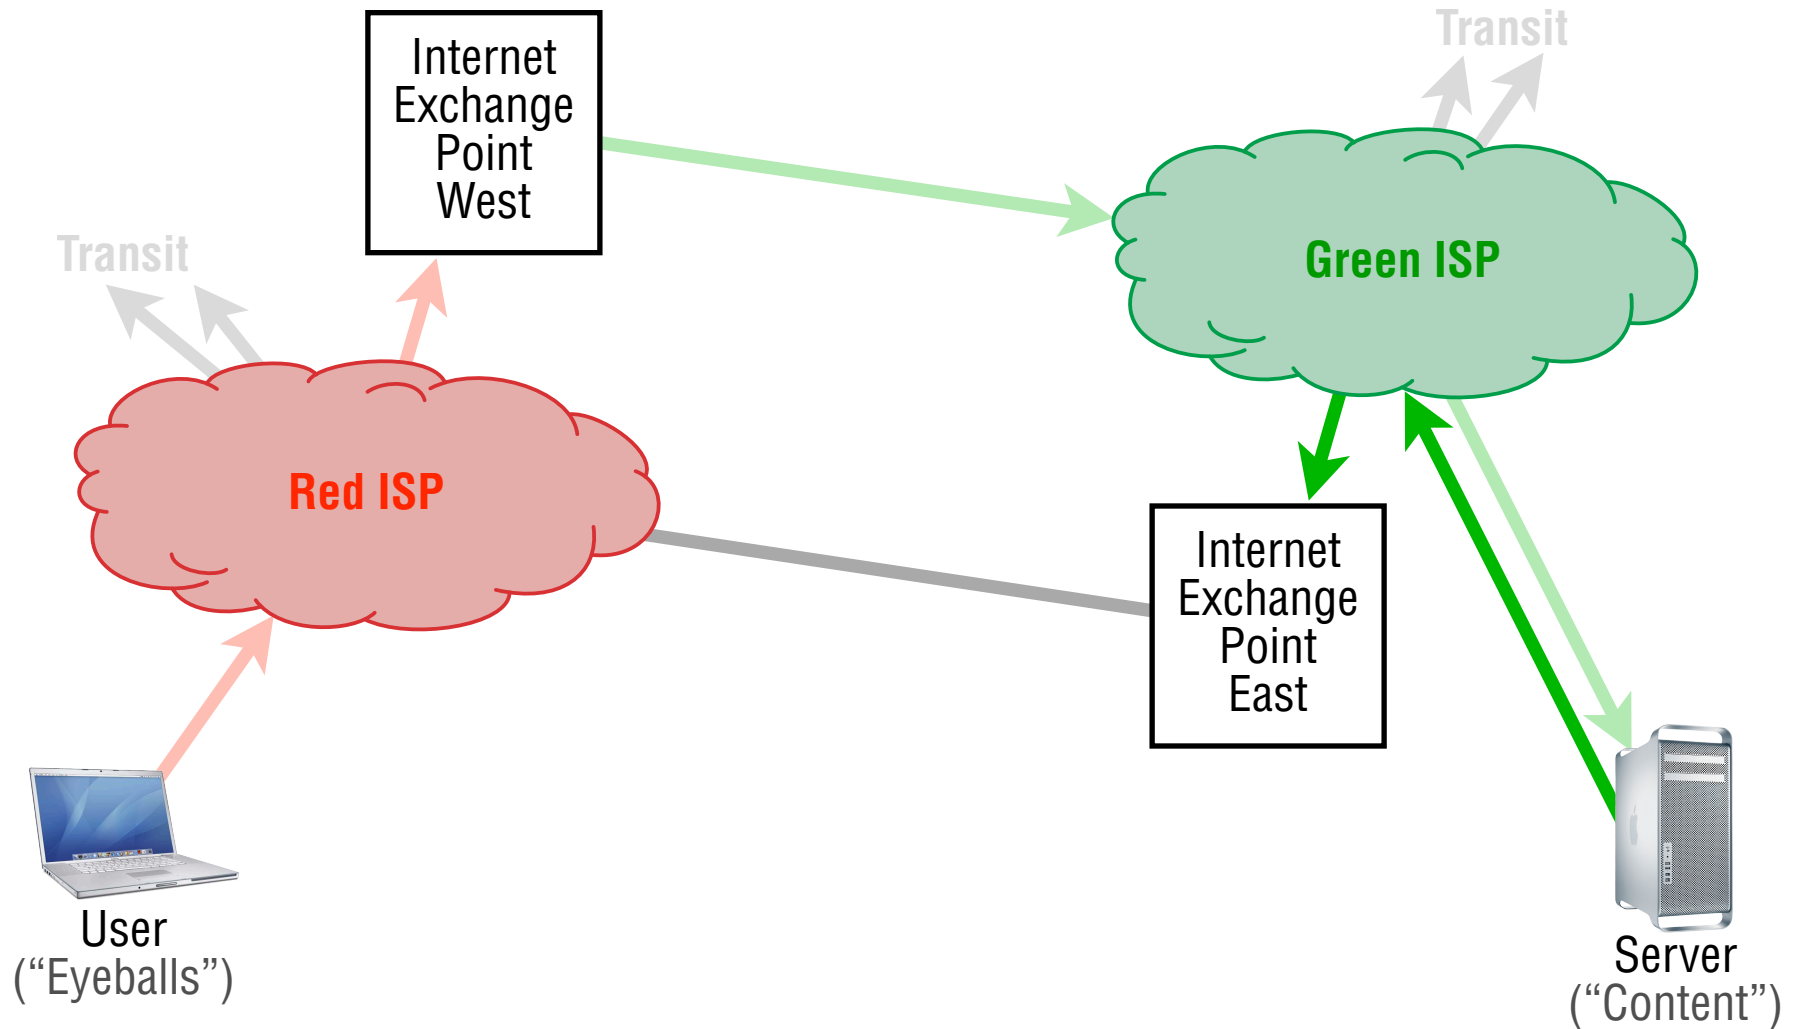 Transit
Internet
Exchange
Point
West
Transit
Green ISP
Red ISP
Internet
Exchange
Point
East
User
(“Eyeballs”)
Server
(“Content”)